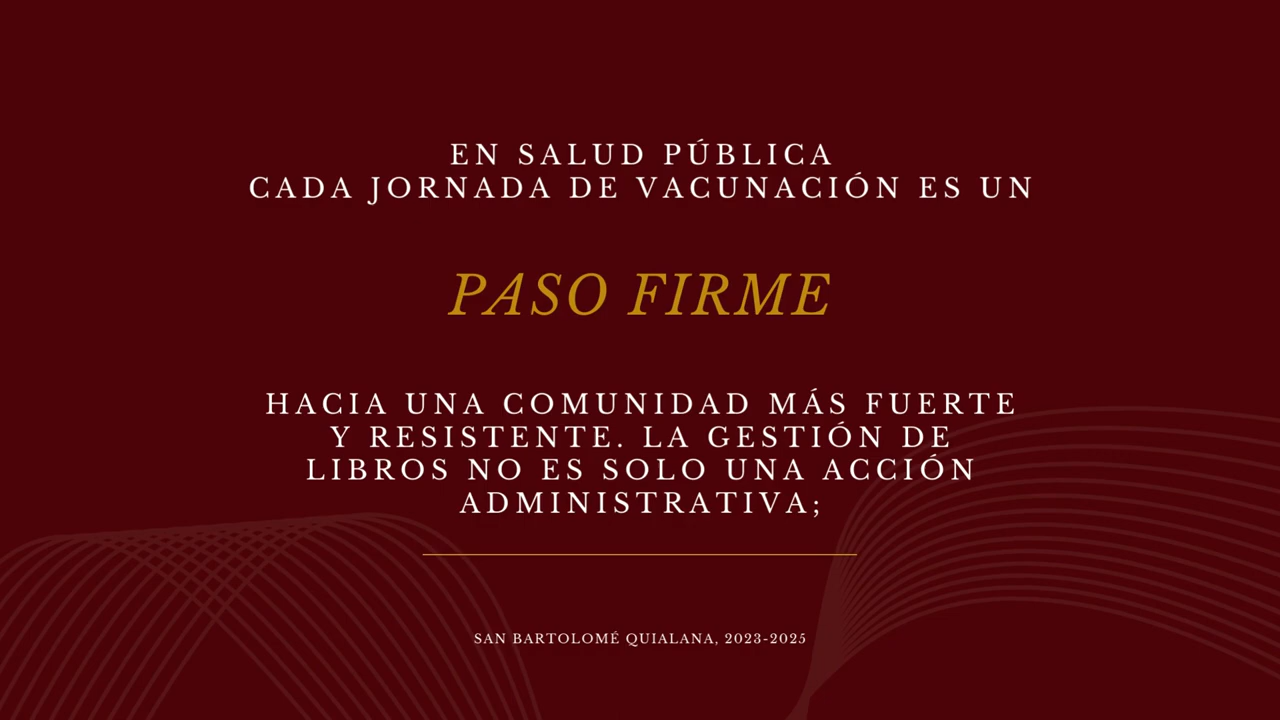 EN SALUD PÚBLICA
CADA JORNADA DE VACUNACIÓN ES UN
PASO FIRME
HACIA UNA COMUNIDAD MÁS FUERTE
Y RESISTENTE. LA GESTIÓN DE
LIBROS NO ES SOLO UNA ACCIÓN
ADMINISTRATIVA;
SAN BARTOLOMÉ QUIALANA, 2023-2025